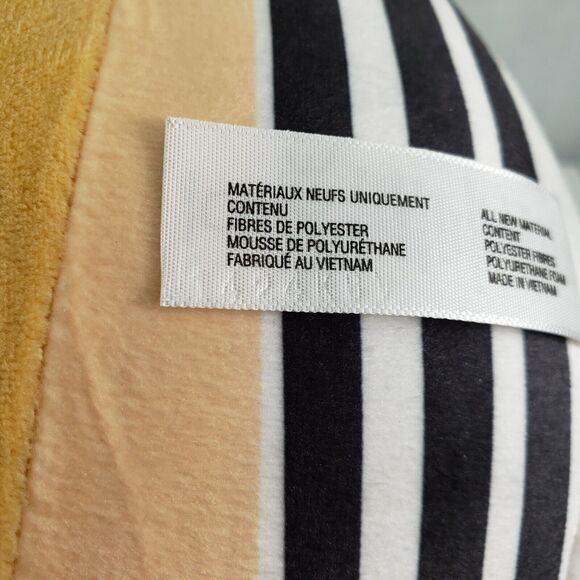 MATÉRIAUX NEUFS UNIQUEMENT
CONTENU
FIBRES DE POLYESTER
MOUSSE DE POLYURÉTHANE
FABRIQUÉ AU VIETNAM
ALL NEW MATERIAL
CONTENT
POLYESTER FIBRES
POLYURETHANE FOAM
MADE IN VIETNAM